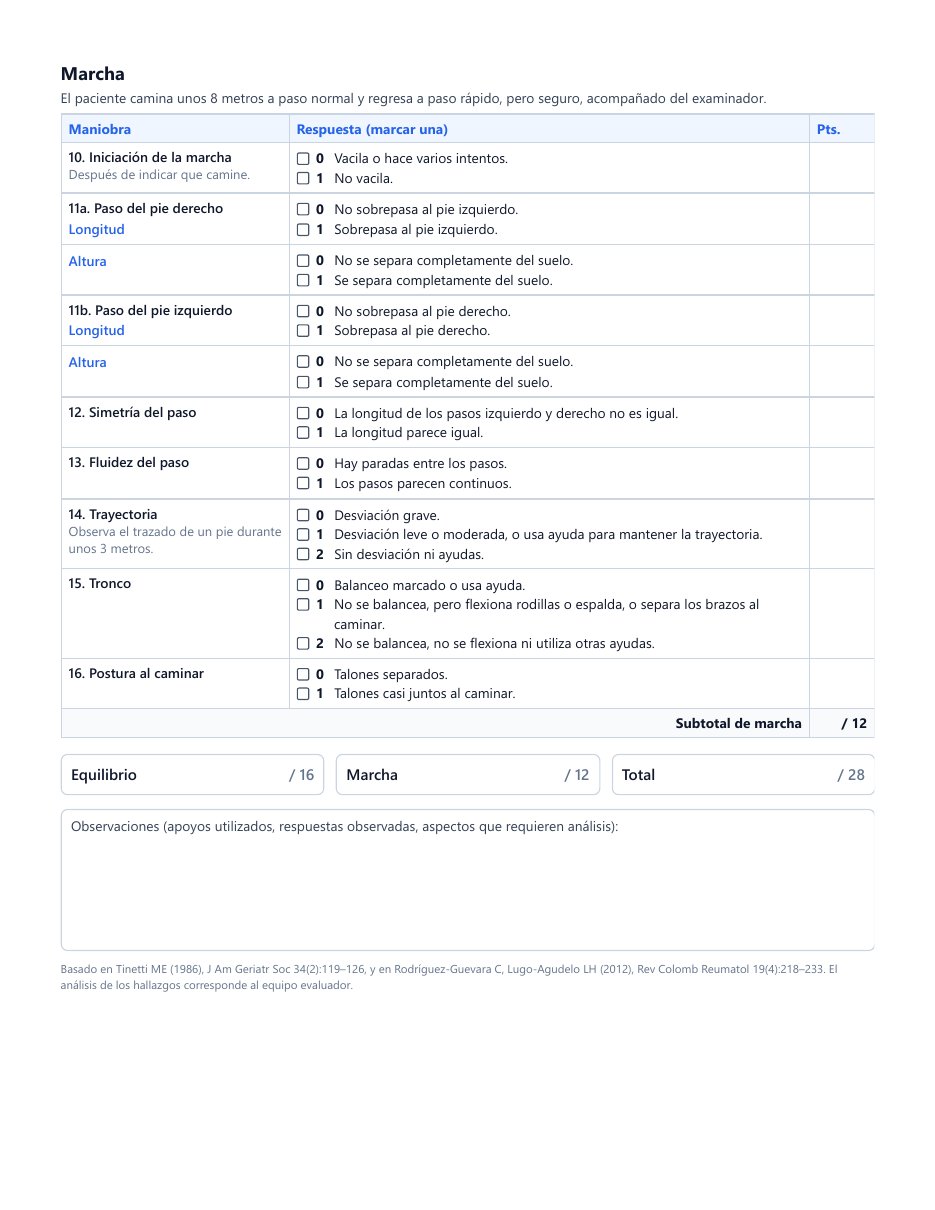 Marcha
El paciente camina unos 8 metros a paso normal y regresa a paso rápido, pero seguro, acompañado del examinador.
Maniobra Respuesta (marcar una) Pts.
10. Iniciación de la marcha
Después de indicar que camine.
0 Vacila o hace varios intentos.
1 No vacila.
11a. Paso del pie derecho
Longitud
0 No sobrepasa al pie izquierdo.
1 Sobrepasa al pie izquierdo.
Altura
0 No se separa completamente del suelo.
1 Se separa completamente del suelo.
11b. Paso del pie izquierdo
Longitud
0 No sobrepasa al pie derecho.
1 Sobrepasa al pie derecho.
Altura
0 No se separa completamente del suelo.
1 Se separa completamente del suelo.
12. Simetría del paso
0 La longitud de los pasos izquierdo y derecho no es igual.
1 La longitud parece igual.
13. Fluidez del paso
0 Hay paradas entre los pasos.
1 Los pasos parecen continuos.
14. Trayectoria
Observa el trazado de un pie durante
unos 3 metros.
0 Desviación grave.
1 Desviación leve o moderada, o usa ayuda para mantener la trayectoria.
2 Sin desviación ni ayudas.
15. Tronco
0 Balanceo marcado o usa ayuda.
1 No se balancea, pero flexiona rodillas o espalda, o separa los brazos al
caminar.
2 No se balancea, no se flexiona ni utiliza otras ayudas.
16. Postura al caminar
0 Talones separados.
1 Talones casi juntos al caminar.
Subtotal de marcha / 12
Equilibrio / 16 Marcha / 12 Total / 28
Observaciones (apoyos utilizados, respuestas observadas, aspectos que requieren análisis):
Basado en Tinetti ME (1986), J Am Geriatr Soc 34(2):119–126, y en Rodríguez-Guevara C, Lugo-Agudelo LH (2012), Rev Colomb Reumatol 19(4):218–233. El
análisis de los hallazgos corresponde al equipo evaluador.